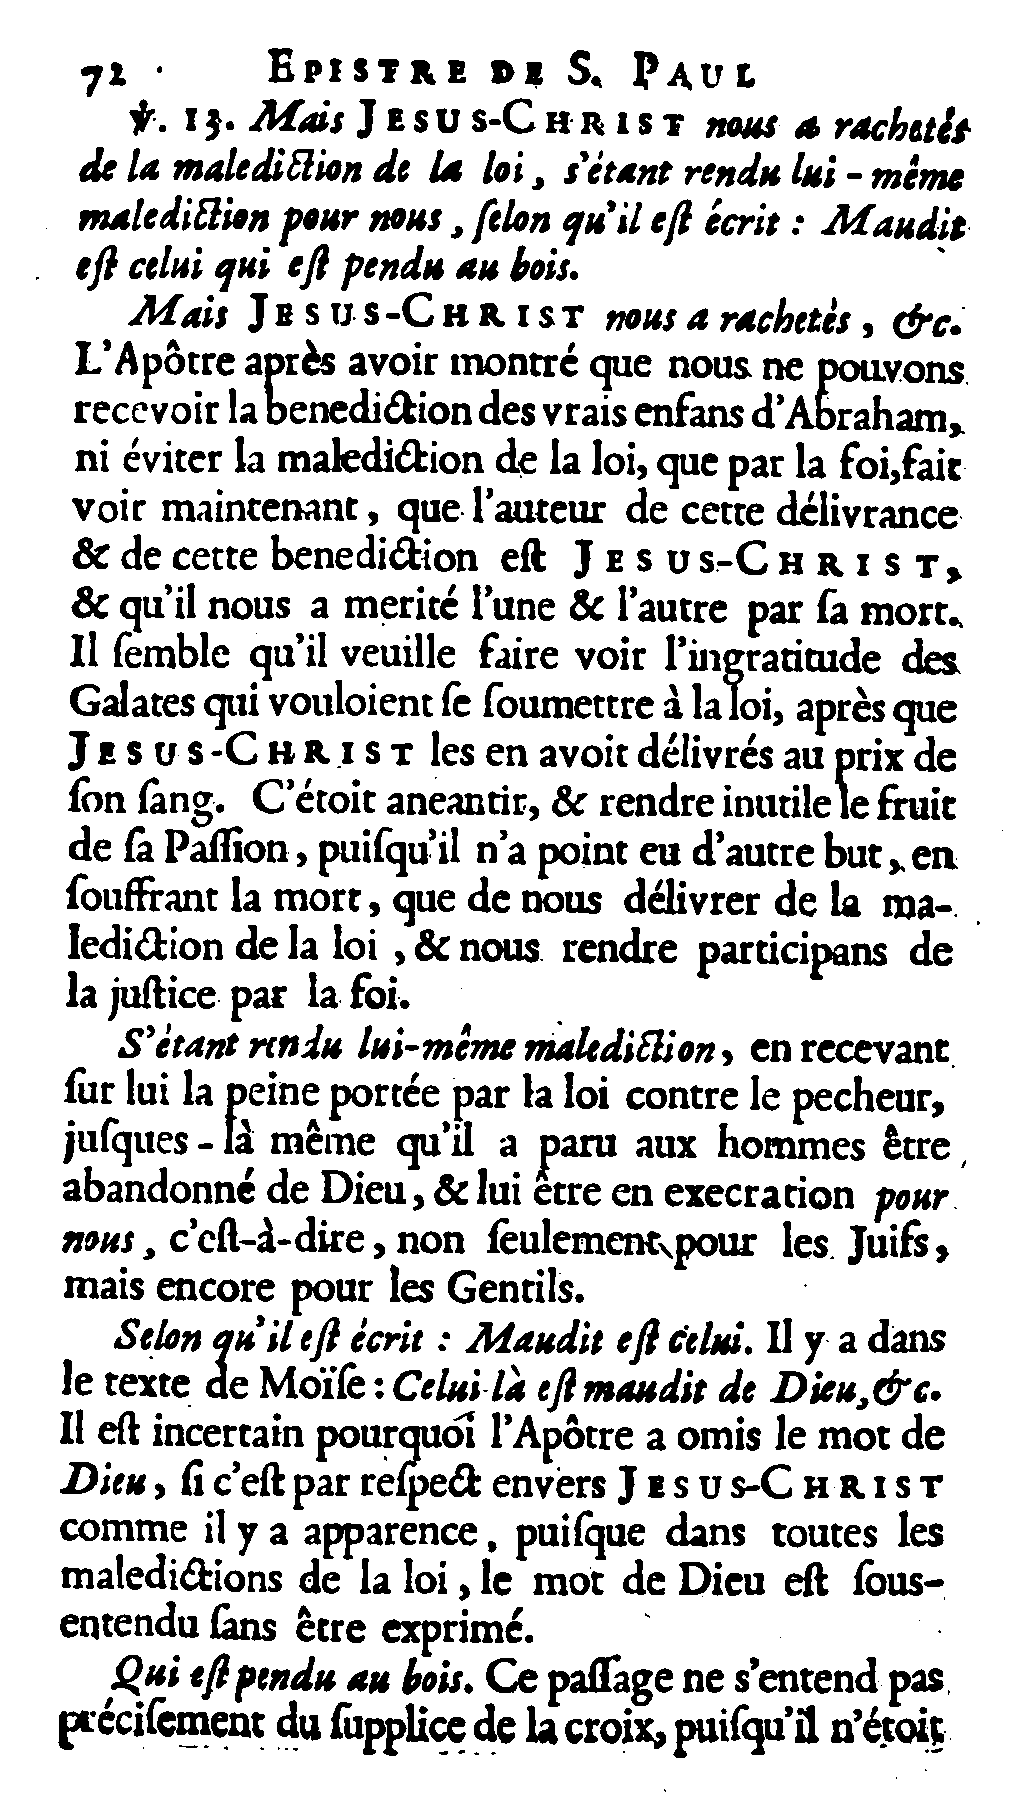 72 EPISTRE DE S. PAUL
℣. 13. Mais JESUS-CHRIST nous a rachetés
de la malediction de la loi, s'étant rendu lui-même
malediction pour nous, ſelon qu'il eſt écrit : Maudit
eſt celui qui eſt pendu au bois.
Mais JESUS-CHRIST nous a rachetés, &c.
L'Apôtre après avoir montré que nous ne pouvons
recevoir la benediction des vrais enfans d'Abraham,
ni éviter la malediction de la loi, que par la foi, fait
voir maintenant, que l'auteur de cette délivrance
& de cette benediction eſt JESUS-CHRIST,
& qu'il nous a merité l'une & l'autre par ſa mort.
Il ſemble qu'il veuille faire voir l'ingratitude des
Galates qui vouloient ſe ſoumettre à la loi, après que
JESUS-CHRIST les en avoit délivrés au prix de
ſon ſang. C'étoit aneantir, & rendre inutile le fruit
de ſa Paſſion, puiſqu'il n'a point eu d'autre but, en
ſouffrant la mort, que de nous délivrer de la ma-
lediction de la loi, & nous rendre participans de
la juſtice par la foi.
S'étant rendu lui-même malediction, en recevant
ſur lui la peine portée par la loi contre le pecheur,
juſques-là même qu'il a paru aux hommes être
abandonné de Dieu, & lui être en execration pour
nous, c'eſt-à-dire, non ſeulement pour les Juifs,
mais encore pour les Gentils.
Selon qu'il eſt écrit : Maudit eſt celui. Il y a dans
le texte de Moïſe : Celui-là eſt maudit de Dieu, &c.
Il eſt incertain pourquoi l'Apôtre a omis le mot de
Dieu, ſi c'eſt par reſpect envers JESUS-CHRIST
comme il y a apparence, puiſque dans toutes les
maledictions de la loi, le mot de Dieu eſt ſous-
entendu ſans être exprimé.
Qui eſt pendu au bois. Ce paſſage ne s'entend pas
préciſement du ſupplice de la croix, puiſqu'il n'étoit